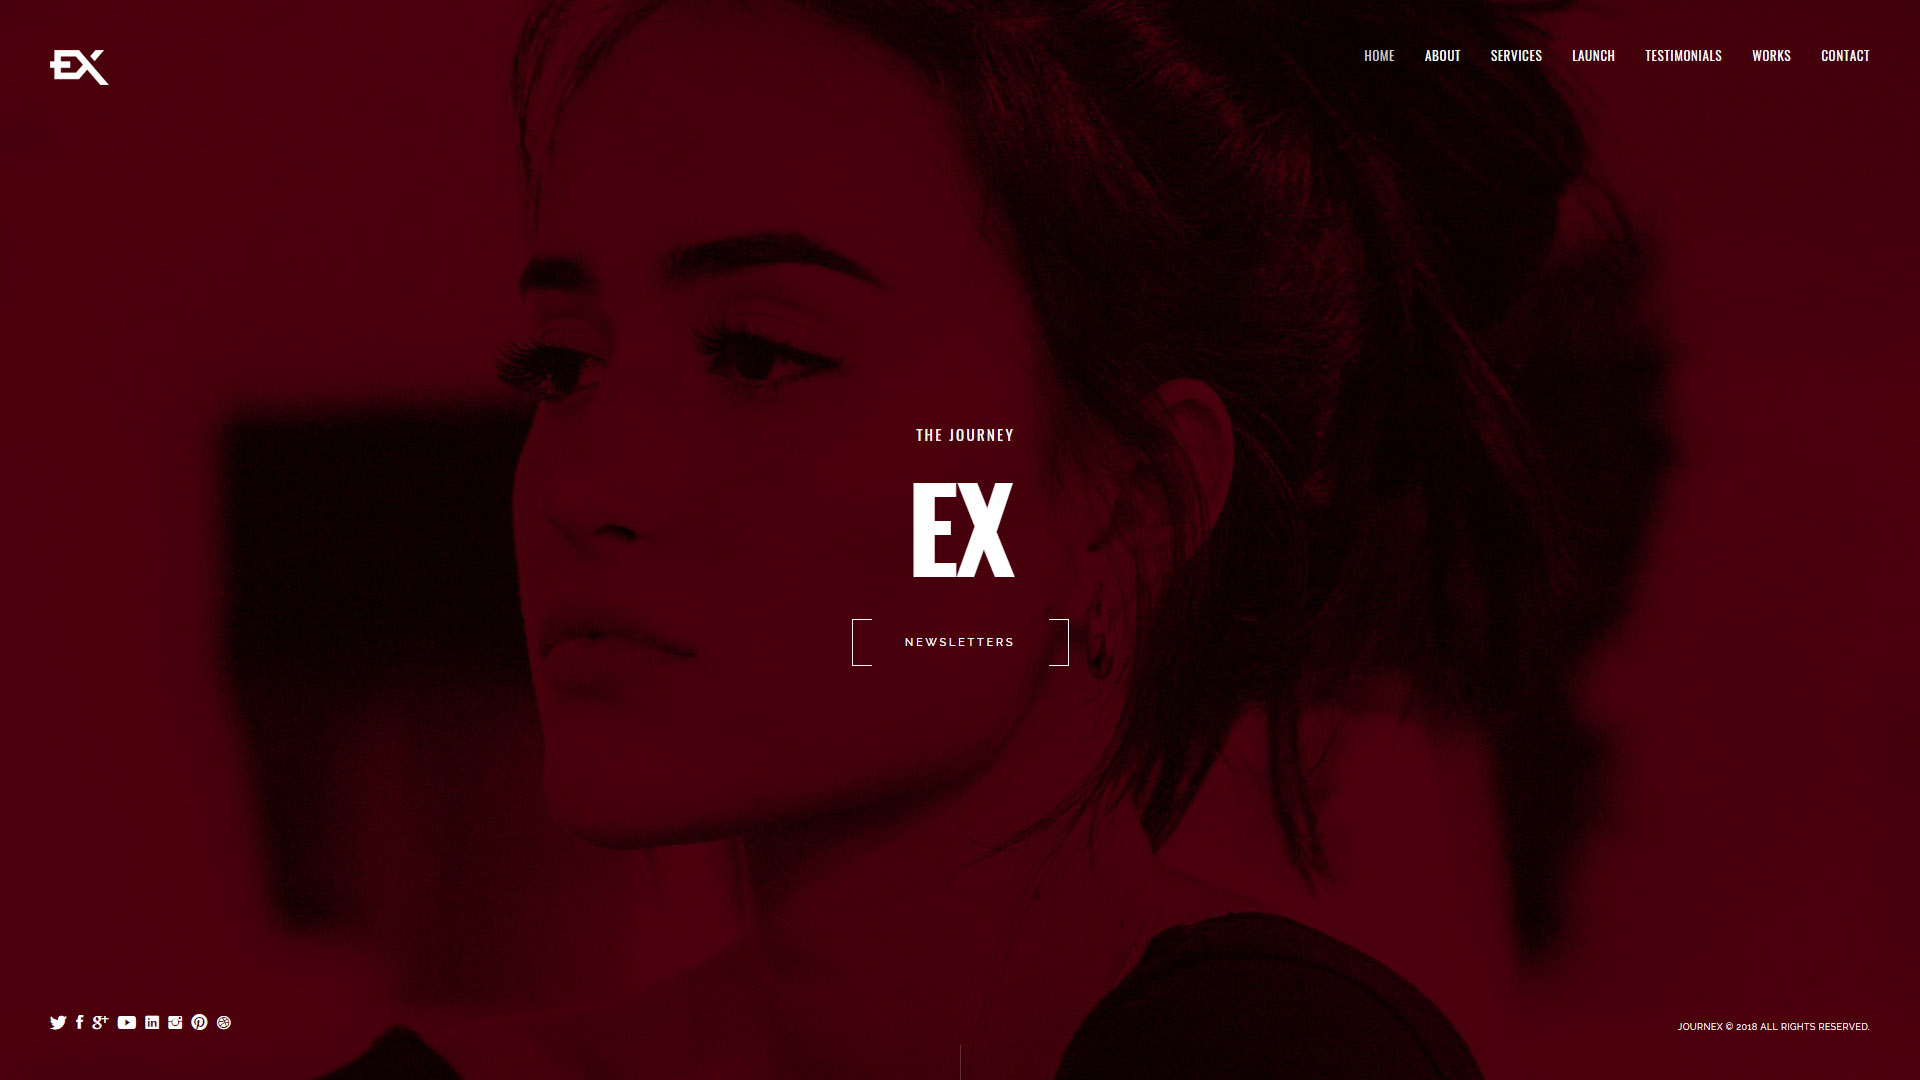 EX
HOME ABOUT SERVICES LAUNCH TESTIMONIALS WORKS CONTACT
THE JOURNEY
EX
NEWSLETTERS
JOURNEX © 2018 ALL RIGHTS RESERVED.